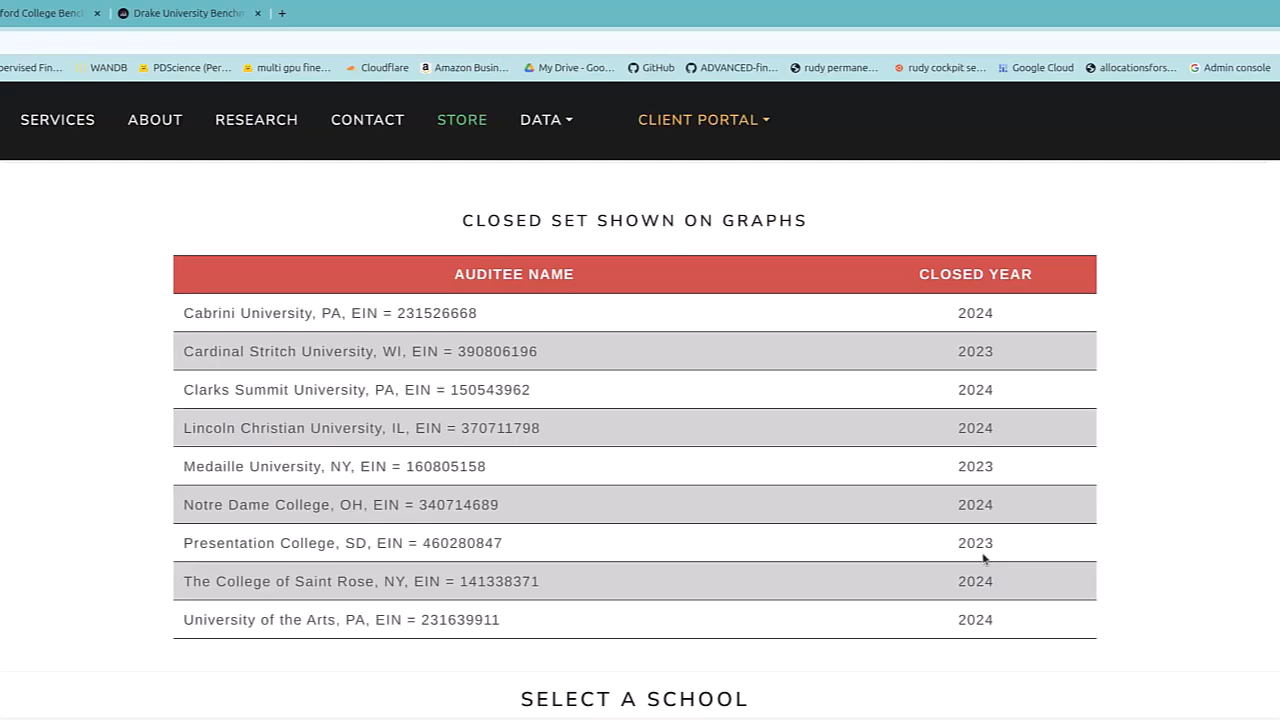 ford College Benc
Drake University Benchm
pervised Fin...
WANDB
PDScience (Per...
multi gpu fine...
Cloudflare
Amazon Busin...
My Drive - Goo...
GitHub
ADVANCED-fin...
rudy permane...
rudy cockpit se...
Google Cloud
allocationsfors...
Admin console
SERVICES ABOUT RESEARCH CONTACT STORE DATA CLIENT PORTAL
CLOSED SET SHOWN ON GRAPHS
AUDITEE NAME CLOSED YEAR
Cabrini University, PA, EIN = 231526668 2024
Cardinal Stritch University, WI, EIN = 390806196 2023
Clarks Summit University, PA, EIN = 150543962 2024
Lincoln Christian University, IL, EIN = 370711798 2024
Medaille University, NY, EIN = 160805158 2023
Notre Dame College, OH, EIN = 340714689 2024
Presentation College, SD, EIN = 460280847 2023
The College of Saint Rose, NY, EIN = 141338371 2024
University of the Arts, PA, EIN = 231639911 2024
SELECT A SCHOOL